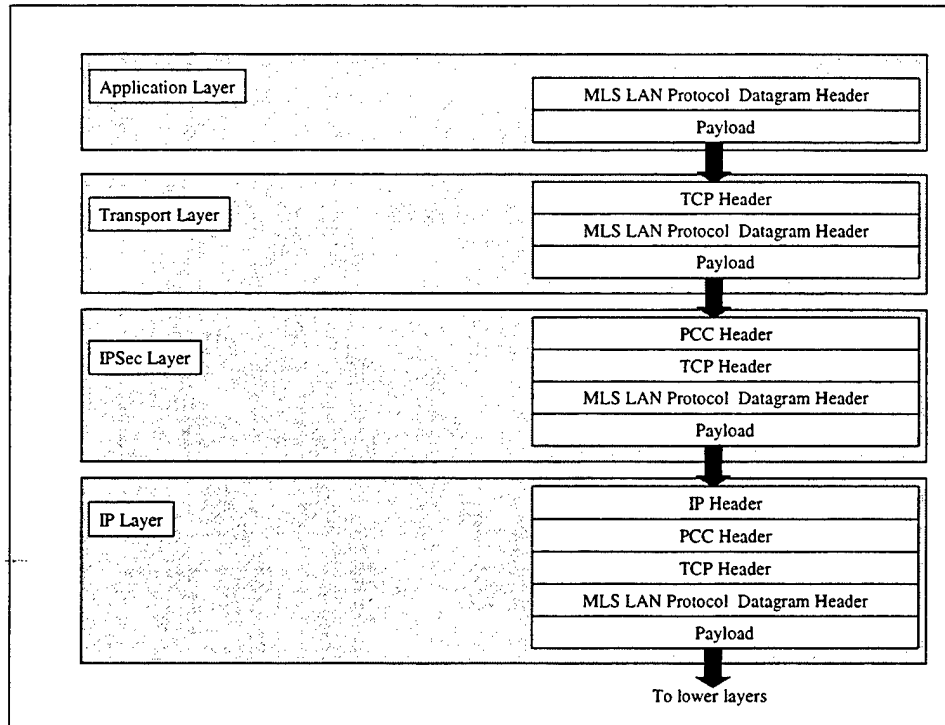 Application Layer
MLS LAN Protocol Datagram Header
Payload
Transport Layer
TCP Header
MLS LAN Protocol Datagram Header
Payload
IPSec Layer
PCC Header
TCP Header
MLS LAN Protocol Datagram Header
Payload
IP Layer
IP Header
PCC Header
TCP Header
MLS LAN Protocol Datagram Header
Payload
To lower layers